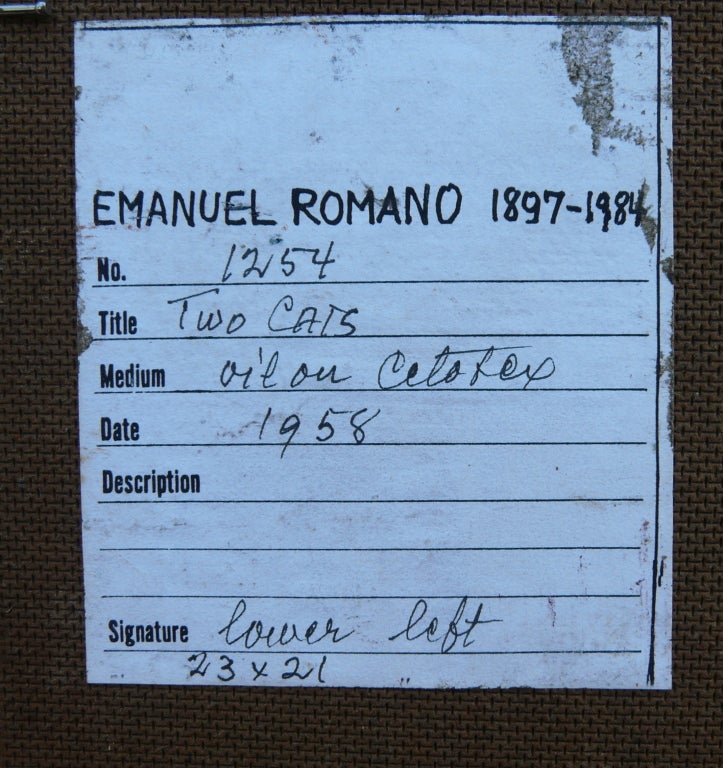 EMANUEL ROMANO 1897-1984
No. 1254
Title Two CATS
Medium oil on Celotex
Date 1958
Description
Signature lower left
23 x 21